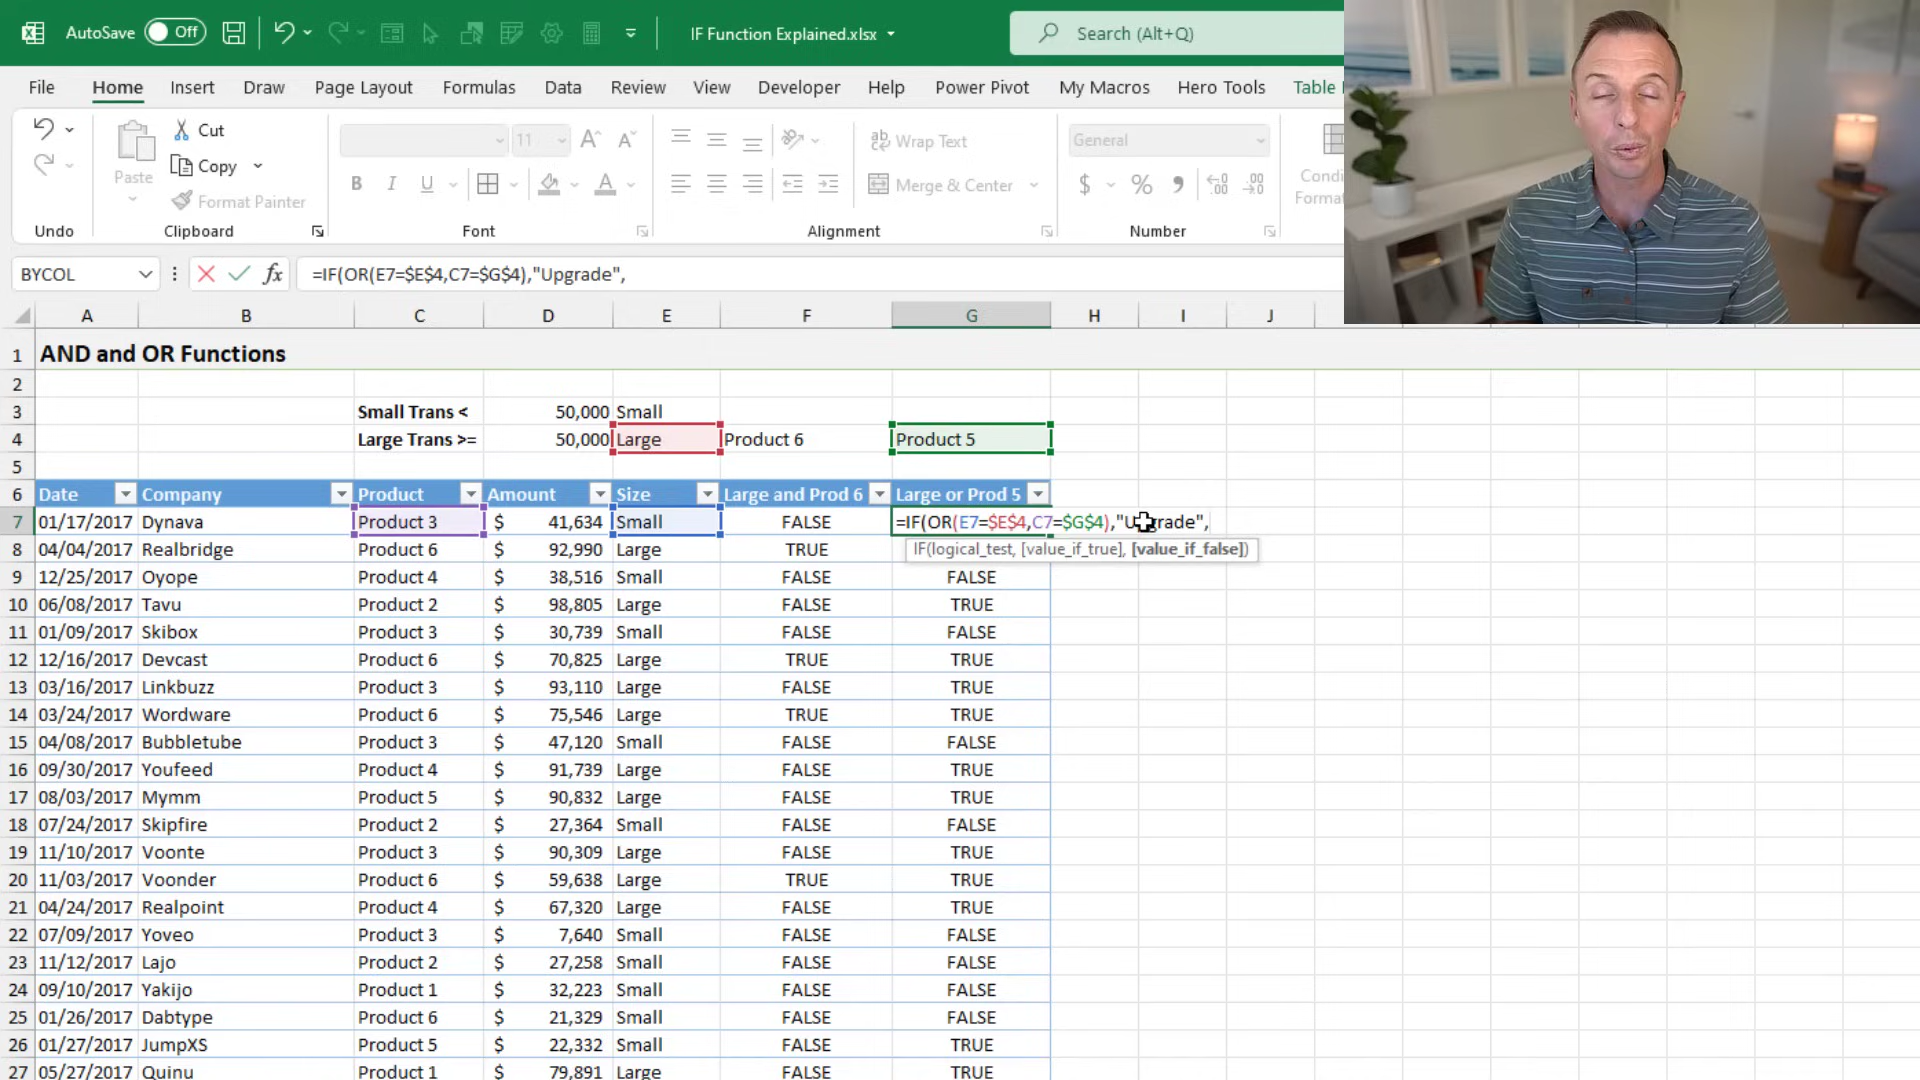 AutoSave Off IF Function Explained.xlsx Search (Alt+Q)
File Home Insert Draw Page Layout Formulas Data Review View Developer Help Power Pivot My Macros Hero Tools Table
Cut
Copy
Paste
Format Painter
11
B I U
Wrap Text
Merge & Center
General
$ % 9
Undo Clipboard Font Alignment Number
BYCOL fx =IF(OR(E7=$E$4,C7=$G$4),"Upgrade",
A B C D E F G H I J
1 AND and OR Functions
2
3 Small Trans < 50,000 Small
4 Large Trans >= 50,000 Large Product 6 Product 5
5
6 Date Company Product Amount Size Large and Prod 6 Large or Prod 5
7 01/17/2017 Dynava Product 3 $ 41,634 Small FALSE =IF(OR(E7=$E$4,C7=$G$4),"Upgrade",
IF(logical_test, [value_if_true], [value_if_false])
8 04/04/2017 Realbridge Product 6 $ 92,990 Large TRUE
9 12/25/2017 Oyope Product 4 $ 38,516 Small FALSE FALSE
10 06/08/2017 Tavu Product 2 $ 98,805 Large FALSE TRUE
11 01/09/2017 Skibox Product 3 $ 30,739 Small FALSE FALSE
12 12/16/2017 Devcast Product 6 $ 70,825 Large TRUE TRUE
13 03/16/2017 Linkbuzz Product 3 $ 93,110 Large FALSE TRUE
14 03/24/2017 Wordware Product 6 $ 75,546 Large TRUE TRUE
15 04/08/2017 Bubbletube Product 3 $ 47,120 Small FALSE FALSE
16 09/30/2017 Youfeed Product 4 $ 91,739 Large FALSE TRUE
17 08/03/2017 Mymm Product 5 $ 90,832 Large FALSE TRUE
18 07/24/2017 Skipfire Product 2 $ 27,364 Small FALSE FALSE
19 11/10/2017 Voonte Product 3 $ 90,309 Large FALSE TRUE
20 11/03/2017 Voonder Product 6 $ 59,638 Large TRUE TRUE
21 04/24/2017 Realpoint Product 4 $ 67,320 Large FALSE TRUE
22 07/09/2017 Yoveo Product 3 $ 7,640 Small FALSE FALSE
23 11/12/2017 Lajo Product 2 $ 27,258 Small FALSE FALSE
24 09/10/2017 Yakijo Product 1 $ 32,223 Small FALSE FALSE
25 01/26/2017 Dabtype Product 6 $ 21,329 Small FALSE FALSE
26 01/27/2017 JumpXS Product 5 $ 22,332 Small FALSE TRUE
27 05/27/2017 Quinu Product 1 $ 79,891 Large FALSE TRUE